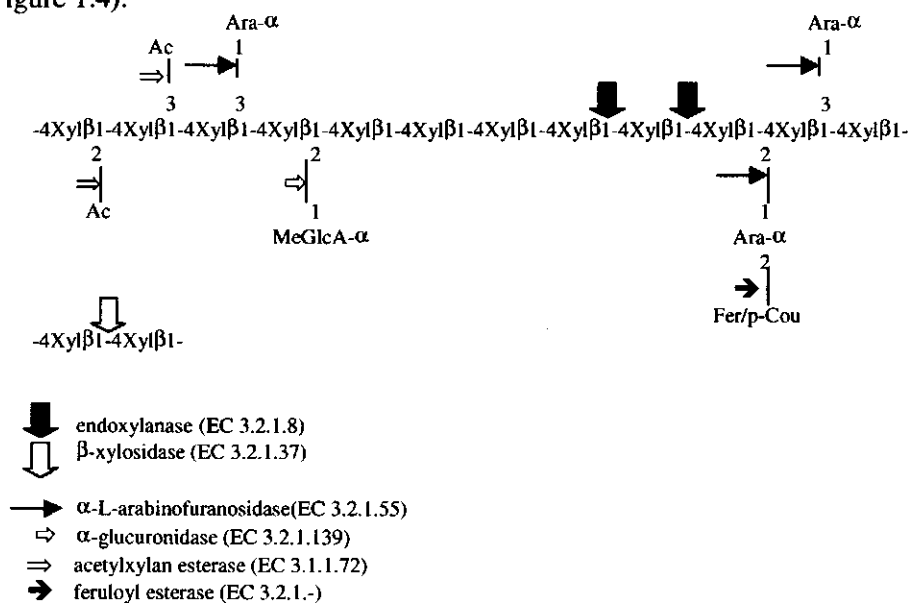 igure 1.4).
Ara-α Ara-α
Ac 1 1
3 3 3
-4Xylβ1-4Xylβ1-4Xylβ1-4Xylβ1-4Xylβ1-4Xylβ1-4Xylβ1-4Xylβ1-4Xylβ1-4Xylβ1-4Xylβ1-4Xylβ1-
2 2 2
Ac 1 1
MeGlcA-α Ara-α
2
Fer/p-Cou
-4Xylβ1-4Xylβ1-
endoxylanase (EC 3.2.1.8)
β-xylosidase (EC 3.2.1.37)
α-L-arabinofuranosidase(EC 3.2.1.55)
α-glucuronidase (EC 3.2.1.139)
acetylxylan esterase (EC 3.1.1.72)
feruloyl esterase (EC 3.2.1.-)